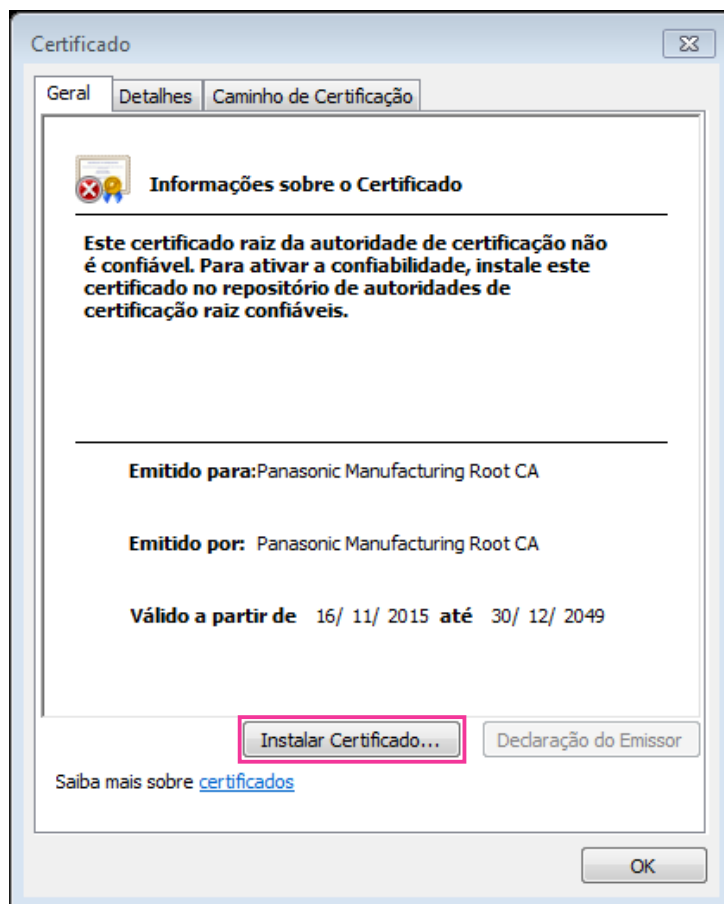 Certificado
Geral
Detalhes
Caminho de Certificação
Informações sobre o Certificado
Este certificado raiz da autoridade de certificação não
é confiável. Para ativar a confiabilidade, instale este
certificado no repositório de autoridades de
certificação raiz confiáveis.
Emitido para:Panasonic Manufacturing Root CA
Emitido por: Panasonic Manufacturing Root CA
Válido a partir de 16/ 11/ 2015 até 30/ 12/ 2049
Instalar Certificado...
Declaração do Emissor
Saiba mais sobre certificados
OK